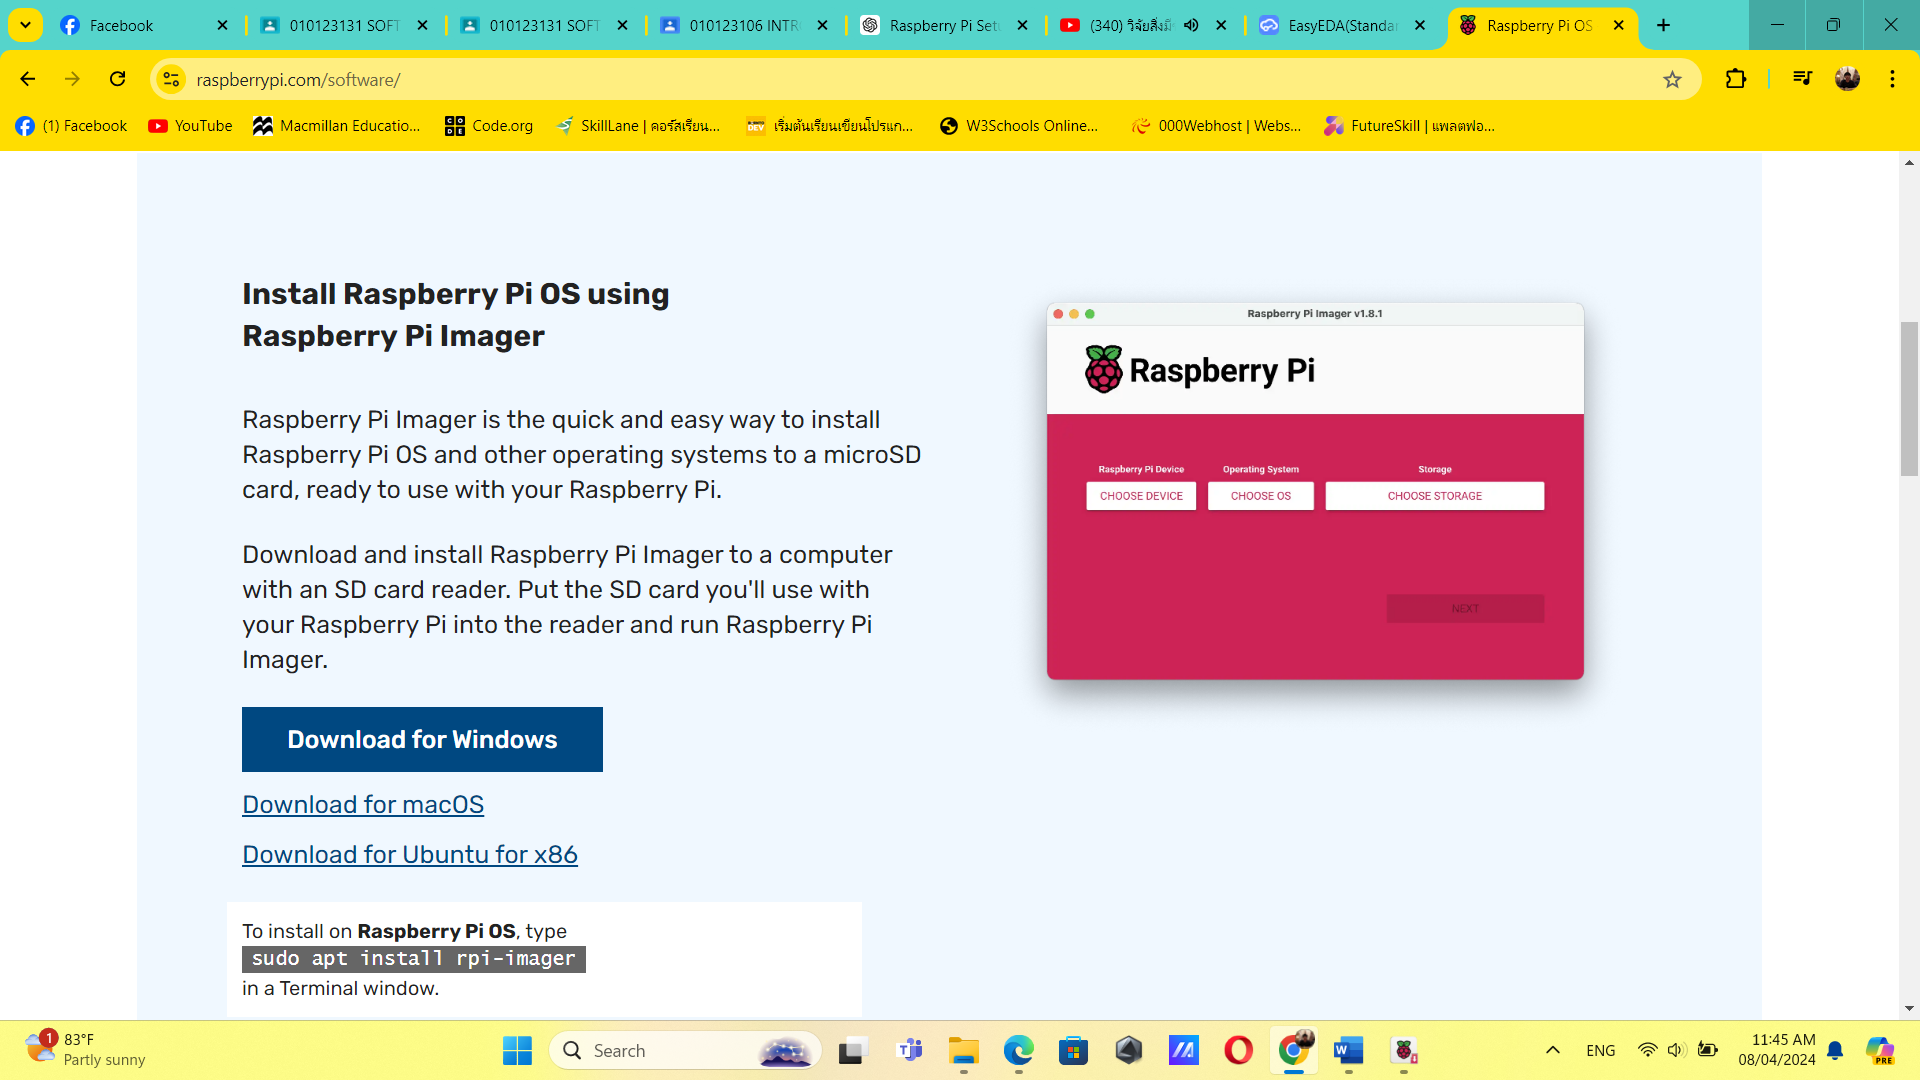 Facebook
010123131 SOFT
010123131 SOFT
010123106 INTR
Raspberry Pi Setu
(340) วิจัยสิ่งมี
EasyEDA(Standar
Raspberry Pi OS
raspberrypi.com/software/
(1) Facebook
YouTube
Macmillan Educatio...
CODE
Code.org
SkillLane | คอร์สเรียน...
DEV
เริ่มต้นเรียนเขียนโปรแก...
W3Schools Online...
000Webhost | Webs...
FutureSkill | แพลตฟอ...
Install Raspberry Pi OS using
Raspberry Pi Imager
Raspberry Pi Imager is the quick and easy way to install
Raspberry Pi OS and other operating systems to a microSD
card, ready to use with your Raspberry Pi.
Download and install Raspberry Pi Imager to a computer
with an SD card reader. Put the SD card you'll use with
your Raspberry Pi into the reader and run Raspberry Pi
Imager.
Download for Windows
Download for macOS
Download for Ubuntu for x86
To install on Raspberry Pi OS, type
sudo apt install rpi-imager
in a Terminal window.
Raspberry Pi Imager v1.8.1
Raspberry Pi
Raspberry Pi Device
Operating System
Storage
CHOOSE DEVICE
CHOOSE OS
CHOOSE STORAGE
NEXT
1
83°F
Partly sunny
Search
ENG
11:45 AM
08/04/2024
PRE